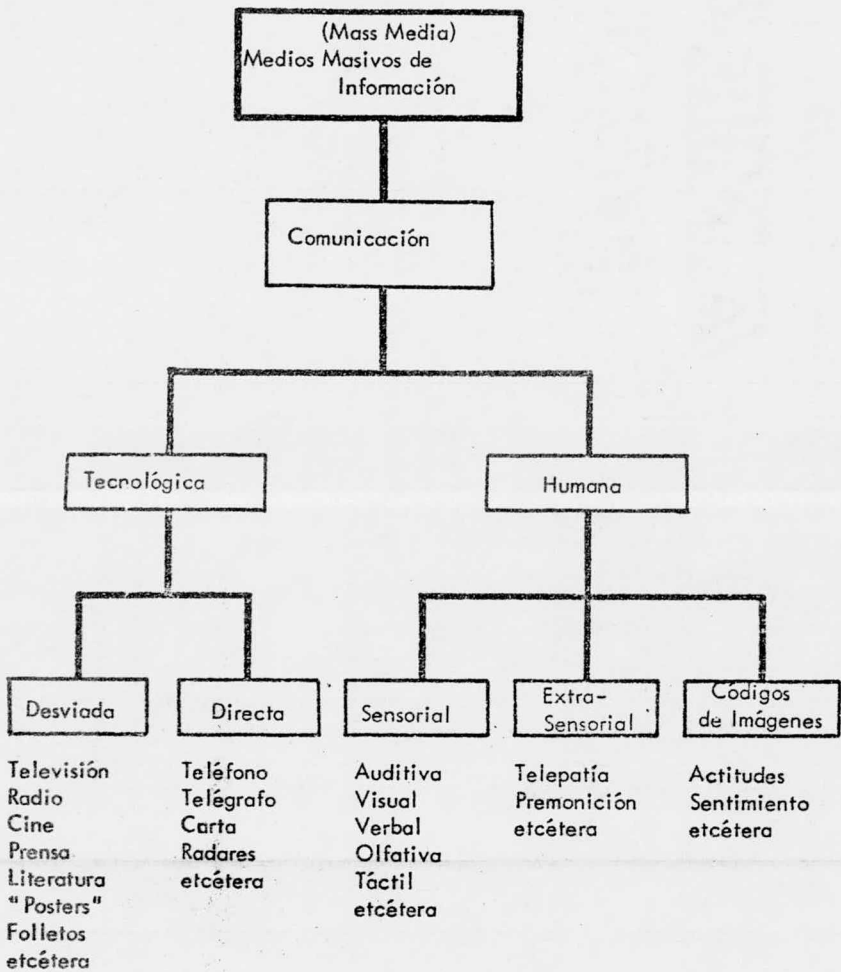 (Mass Media)
Medios Masivos de
Información
Comunicación
Tecnológica
Humana
Desviada
Directa
Sensorial
Extra-
Sensorial
Códigos
de Imágenes
Televisión
Radio
Cine
Prensa
Literatura
"Posters"
Folletos
etcétera
Teléfono
Telégrafo
Carta
Radares
etcétera
Auditiva
Visual
Verbal
Olfativa
Táctil
etcétera
Telepatía
Premonición
etcétera
Actitudes
Sentimiento
etcétera